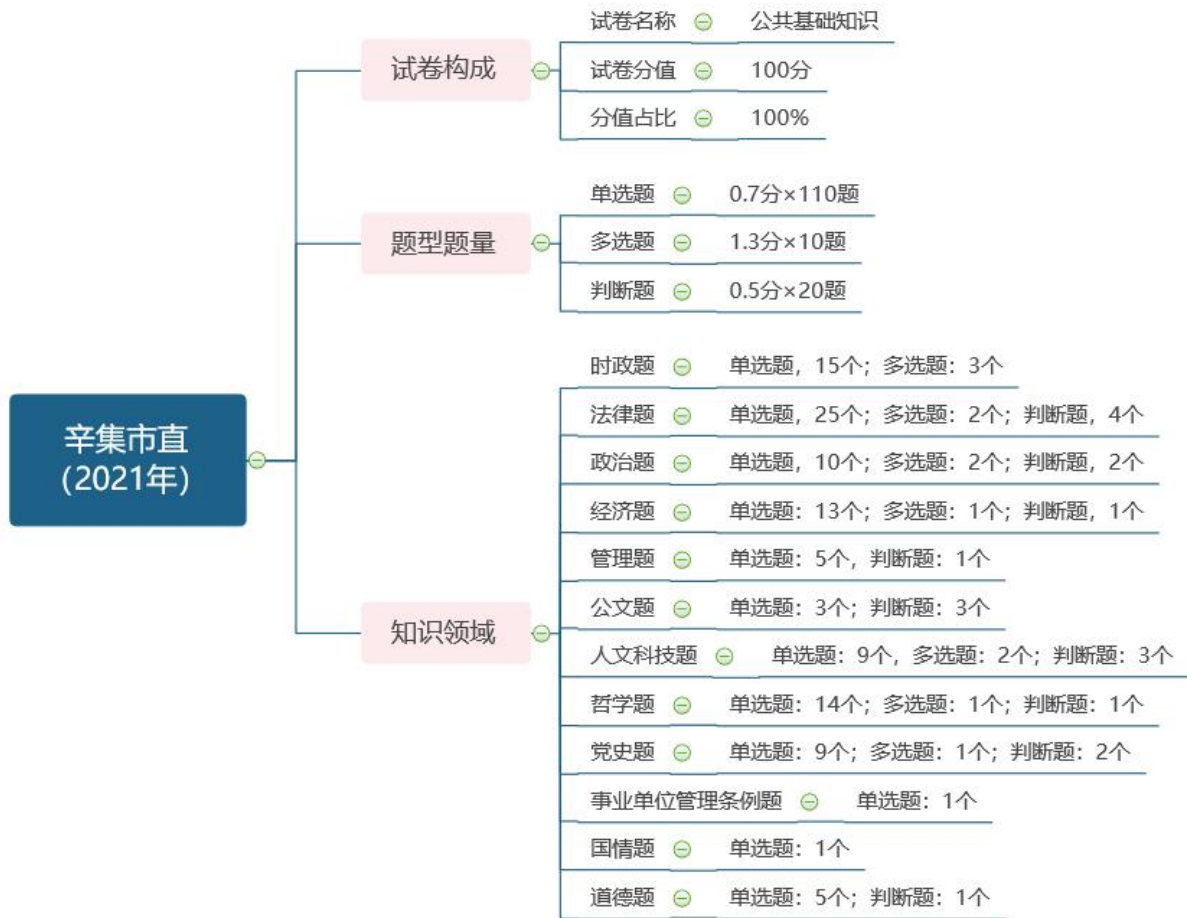 辛集市直
(2021年)
试卷构成
试卷名称 公共基础知识
试卷分值 100分
分值占比 100%
题型题量
单选题 0.7分×110题
多选题 1.3分×10题
判断题 0.5分×20题
知识领域
时政题 单选题，15个；多选题：3个
法律题 单选题，25个；多选题：2个；判断题，4个
政治题 单选题，10个；多选题：2个；判断题，2个
经济题 单选题：13个；多选题：1个；判断题，1个
管理题 单选题：5个，判断题：1个
公文题 单选题：3个；判断题：3个
人文科技题 单选题：9个，多选题：2个；判断题：3个
哲学题 单选题：14个；多选题：1个；判断题：1个
党史题 单选题：9个；多选题：1个；判断题：2个
事业单位管理条例题 单选题：1个
国情题 单选题：1个
道德题 单选题：5个；判断题：1个